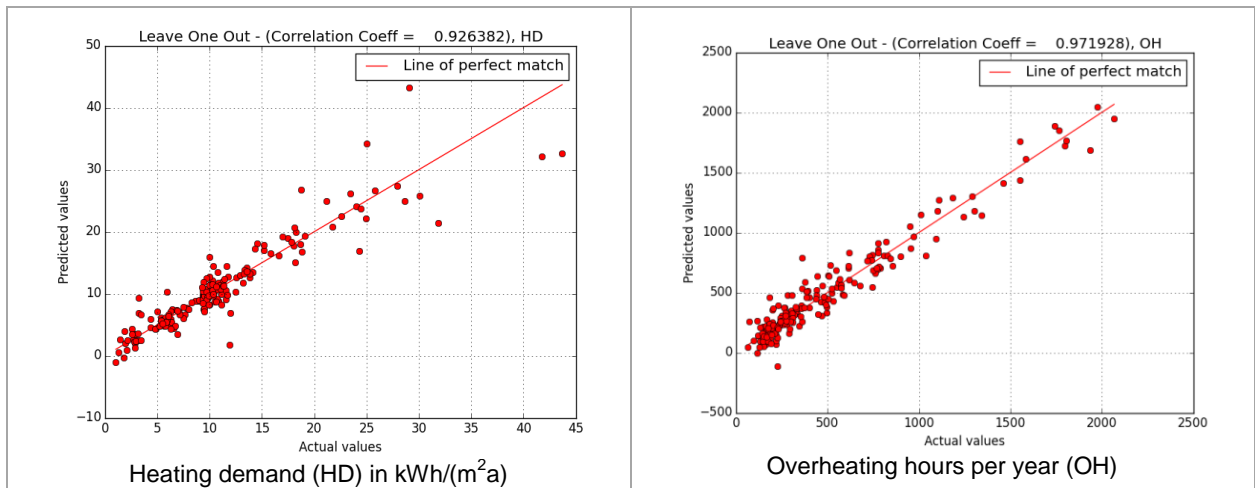 Leave One Out - (Correlation Coeff = 0.926382), HD
50
Line of perfect match
40
30
20
10
0
−10
Predicted values
0 5 10 15 20 25 30 35 40 45
Actual values
Heating demand (HD) in kWh/(m²a)
Leave One Out - (Correlation Coeff = 0.971928), OH
2500
Line of perfect match
2000
1500
1000
500
0
−500
Predicted values
0 500 1000 1500 2000 2500
Actual values
Overheating hours per year (OH)